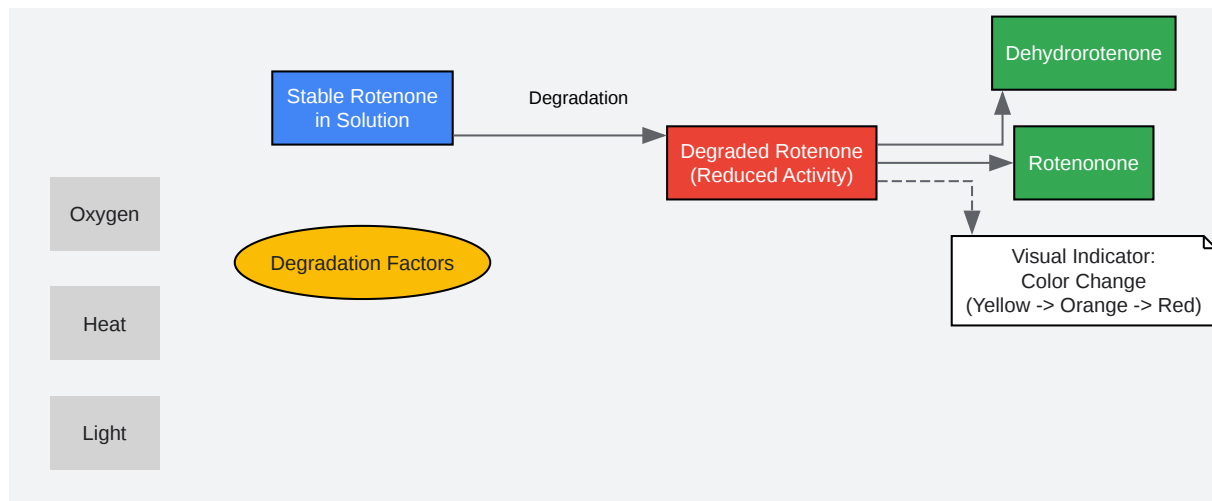 Stable Rotenone
in Solution
Degradation
Degraded Rotenone
(Reduced Activity)
Dehydrorotenone
Rotenonone
Visual Indicator:
Color Change
(Yellow -> Orange -> Red)
Oxygen
Degradation Factors
Heat
Light